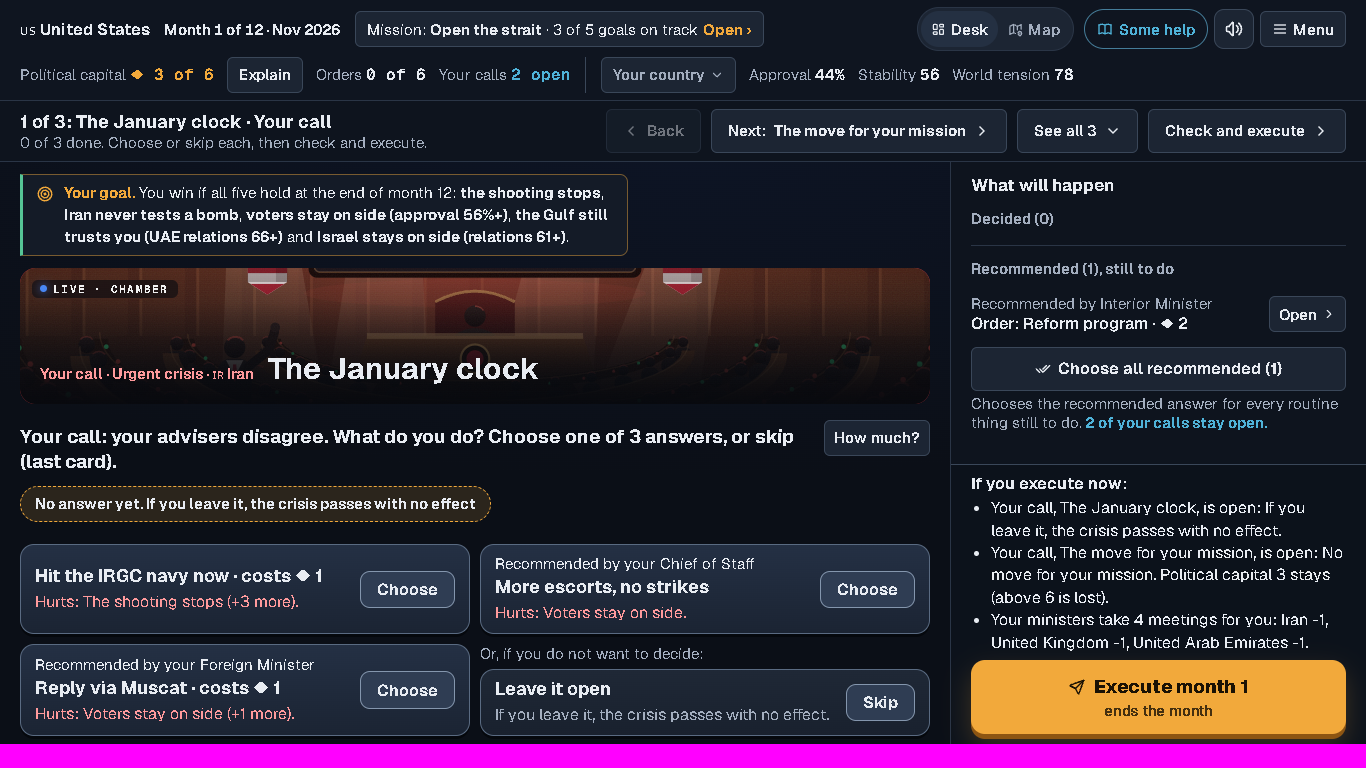 US United States Month 1 of 12 · Nov 2026 Mission: Open the strait · 3 of 5 goals on track Open › Desk Map Some help Menu
Political capital ◆ 3 of 6 Explain Orders 0 of 6 Your calls 2 open Your country Approval 44% Stability 56 World tension 78
1 of 3: The January clock · Your call
0 of 3 done. Choose or skip each, then check and execute.
Back Next: The move for your mission See all 3 Check and execute
Your goal. You win if all five hold at the end of month 12: the shooting stops,
Iran never tests a bomb, voters stay on side (approval 56%+), the Gulf still
trusts you (UAE relations 66+) and Israel stays on side (relations 61+).
LIVE · CHAMBER
Your call · Urgent crisis · IR Iran The January clock
Your call: your advisers disagree. What do you do? Choose one of 3 answers, or skip
(last card).
How much?
No answer yet. If you leave it, the crisis passes with no effect
Hit the IRGC navy now · costs ◆ 1
Hurts: The shooting stops (+3 more).
Choose
Recommended by your Chief of Staff
More escorts, no strikes
Hurts: Voters stay on side.
Choose
Recommended by your Foreign Minister
Reply via Muscat · costs ◆ 1
Hurts: Voters stay on side (+1 more).
Choose
Or, if you do not want to decide:
Leave it open
If you leave it, the crisis passes with no effect.
Skip
What will happen
Decided (0)
Recommended (1), still to do
Recommended by Interior Minister
Order: Reform program · ◆ 2
Open
Choose all recommended (1)
Chooses the recommended answer for every routine
thing still to do. 2 of your calls stay open.
If you execute now:
• Your call, The January clock, is open: If you
leave it, the crisis passes with no effect.
• Your call, The move for your mission, is open: No
move for your mission. Political capital 3 stays
(above 6 is lost).
• Your ministers take 4 meetings for you: Iran -1,
United Kingdom -1, United Arab Emirates -1.
Execute month 1
ends the month